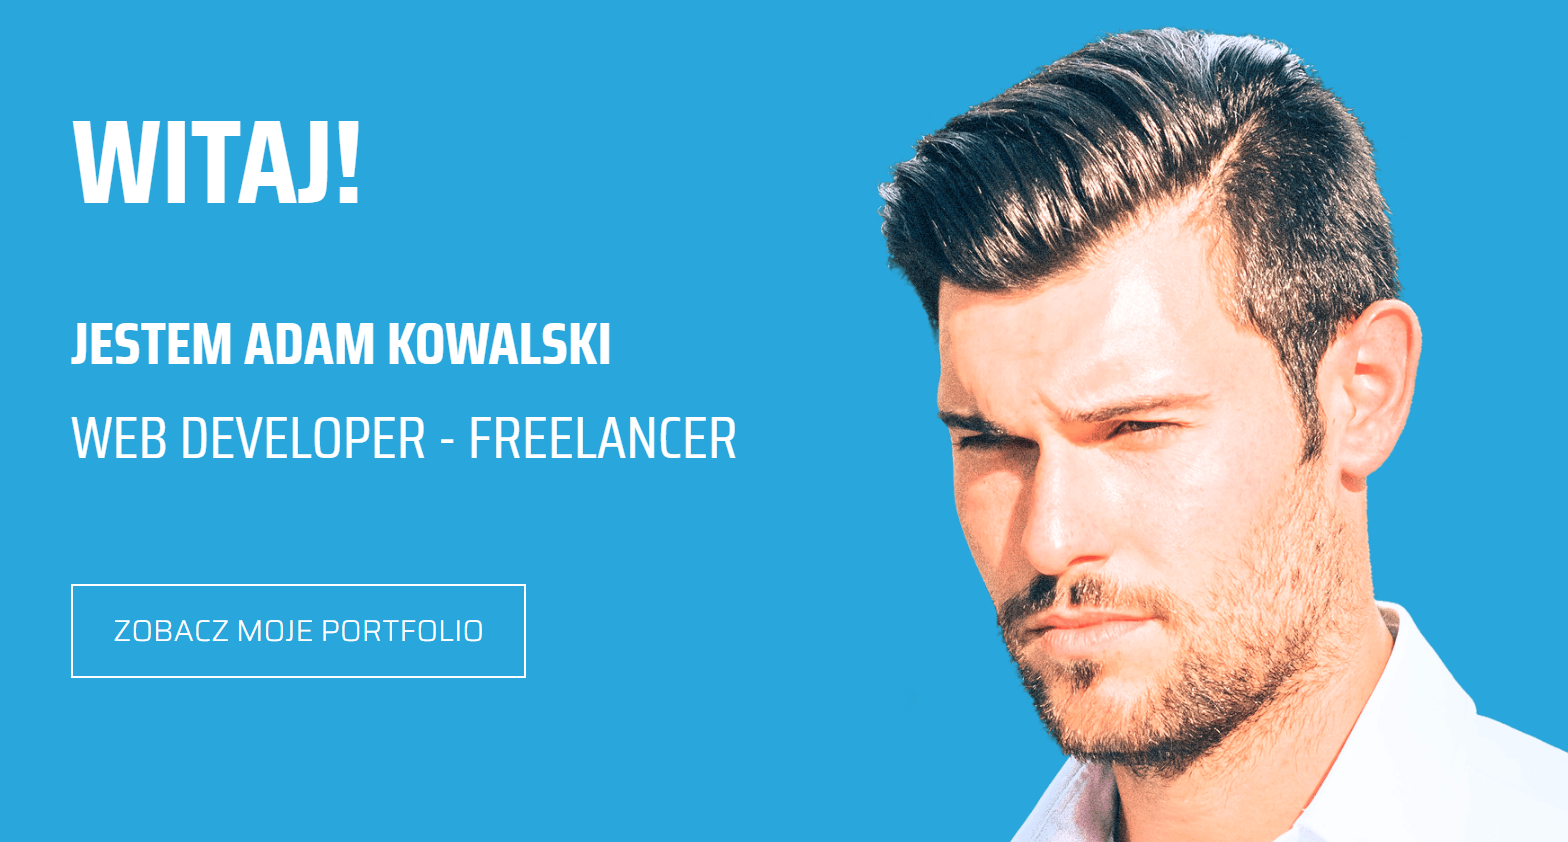 WITAJ!
JESTEM ADAM KOWALSKI
WEB DEVELOPER - FREELANCER
ZOBACZ MOJE PORTFOLIO